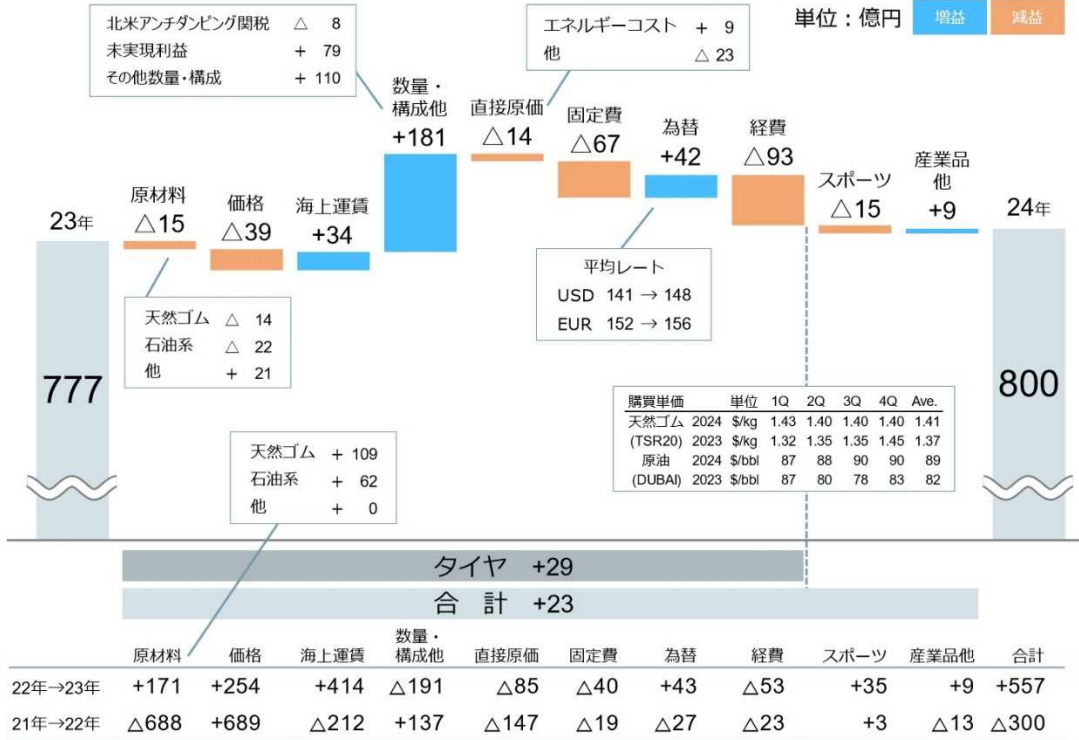 単位：億円 増益 減益
北米アンチダンピング関税 △ 8
未実現利益 + 79
その他数量・構成 + 110
エネルギーコスト + 9
他 △ 23
23年
777
原材料
△15
価格
△39
海上運賃
+34
数量・
構成他
+181
直接原価
△14
固定費
△67
為替
+42
経費
△93
スポーツ
△15
産業品
他
+9
24年
800
天然ゴム △ 14
石油系 △ 22
他 + 21
平均レート
USD 141 → 148
EUR 152 → 156
購買単価 単位 1Q 2Q 3Q 4Q Ave.
天然ゴム 2024 $/kg 1.43 1.40 1.40 1.40 1.41
(TSR20) 2023 $/kg 1.32 1.35 1.35 1.45 1.37
原油 2024 $/bbl 87 88 90 90 89
(DUBAI) 2023 $/bbl 87 80 78 83 82
天然ゴム + 109
石油系 + 62
他 + 0
タイヤ +29
合 計 +23
原材料 価格 海上運賃 数量・構成他 直接原価 固定費 為替 経費 スポーツ 産業品他 合計
22年→23年 +171 +254 +414 △191 △85 △40 +43 △53 +35 +9 +557
21年→22年 △688 +689 △212 +137 △147 △19 △27 △23 +3 △13 △300